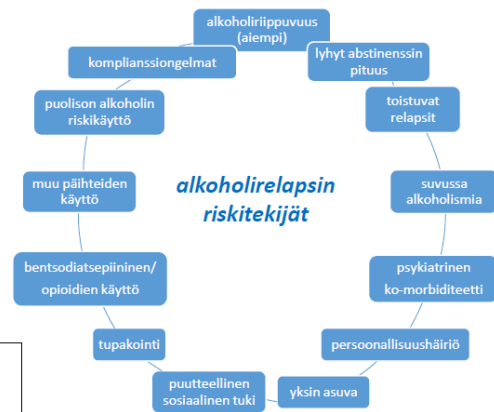 alkoholiriippuvuus
(aiempi)
lyhyt abstinenssin
pituus
toistuvat
relapsit
suvussa
alkoholismia
psykiatrinen
ko-morbiditeetti
persoonallisuushäiriö
yksin asuva
puutteellinen
sosiaalinen tuki
tupakointi
bentsodiatsepiininen/
opioidien käyttö
muu päihteiden
käyttö
puolison alkoholin
riskikäyttö
komplianssiongelmat
alkoholirelapsin
riskitekijät